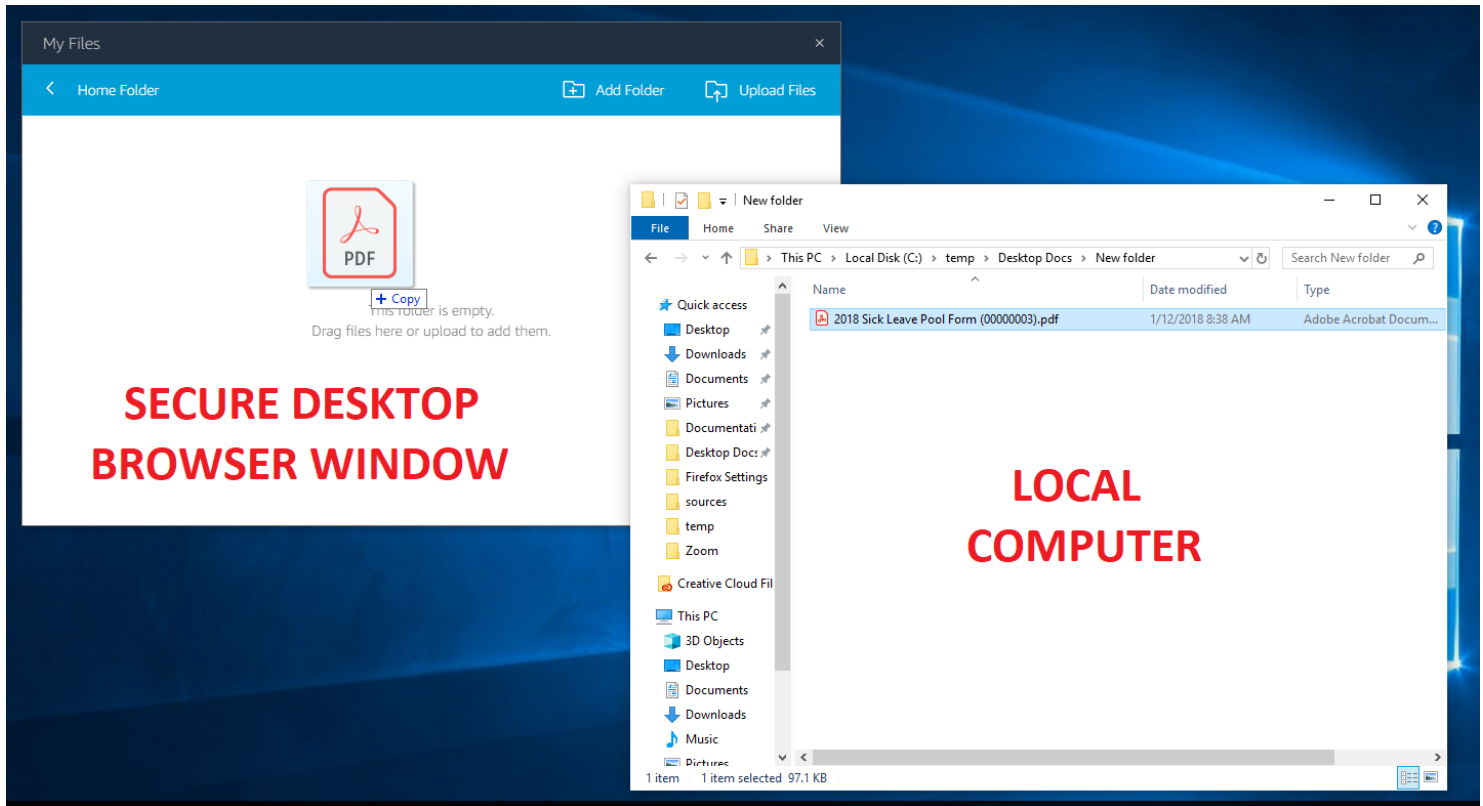 My Files
Home Folder
Add Folder
Upload Files
PDF
+ Copy
This folder is empty.
Drag files here or upload to add them.
SECURE DESKTOP
BROWSER WINDOW
New folder
File Home Share View
This PC > Local Disk (C:) > temp > Desktop Docs > New folder
Search New folder
Name Date modified Type
2018 Sick Leave Pool Form (00000003).pdf 1/12/2018 8:38 AM Adobe Acrobat Docum...
Quick access
Desktop
Downloads
Documents
Pictures
Documentati
Desktop Docs
Firefox Settings
sources
temp
Zoom
Creative Cloud Fil
This PC
3D Objects
Desktop
Documents
Downloads
Music
Pictures
LOCAL
COMPUTER
1 item 1 item selected 97.1 KB